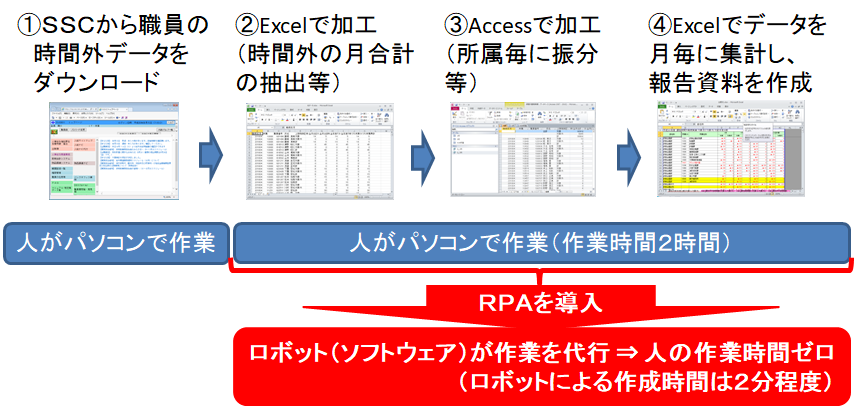 ①ＳＳＣから職員の
時間外データを
ダウンロード
②Excelで加工
（時間外の月合計
の抽出等）
③Accessで加工
（所属毎に振分
等）
④Excelでデータを
月毎に集計し、
報告資料を作成
人がパソコンで作業
人がパソコンで作業（作業時間２時間）
ＲＰＡを導入
ロボット（ソフトウェア）が作業を代行⇒人の作業時間ゼロ
（ロボットによる作成時間は２分程度）